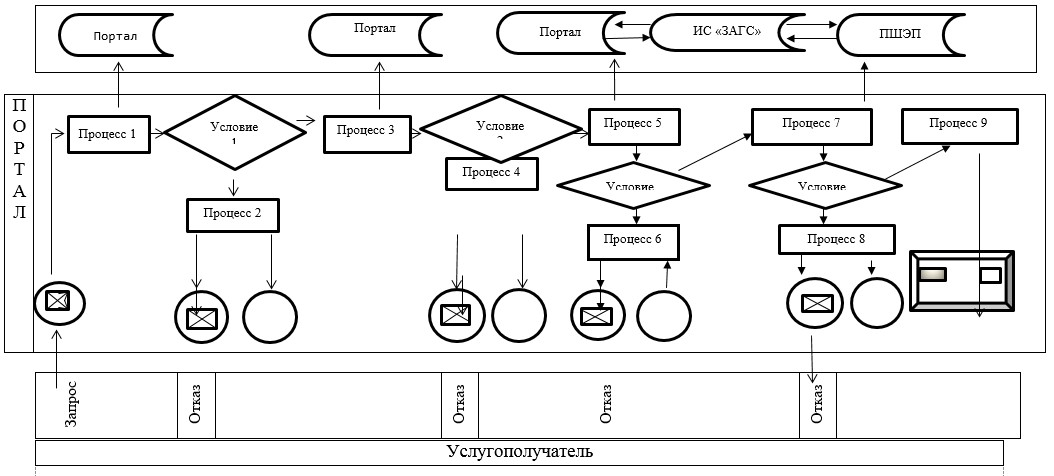 Портал
Портал
Портал
ИС «ЗАГС»
ПШЭП
ПОРТАЛ
Процесс 1
Условие
1
Процесс 3
Условие
Процесс 4
Процесс 5
Процесс 7
Процесс 9
Условие
Условие
Процесс 2
Процесс 6
Процесс 8
Запрос
Отказ
Отказ
Отказ
Отказ
Услугополучатель